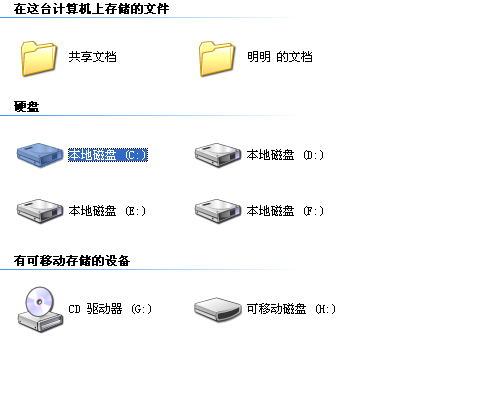 在这台计算机上存储的文件
共享文档 明明 的文档
硬盘
本地磁盘 (C:) 本地磁盘 (D:)
本地磁盘 (E:) 本地磁盘 (F:)
有可移动存储的设备
CD 驱动器 (G:) 可移动磁盘 (H:)